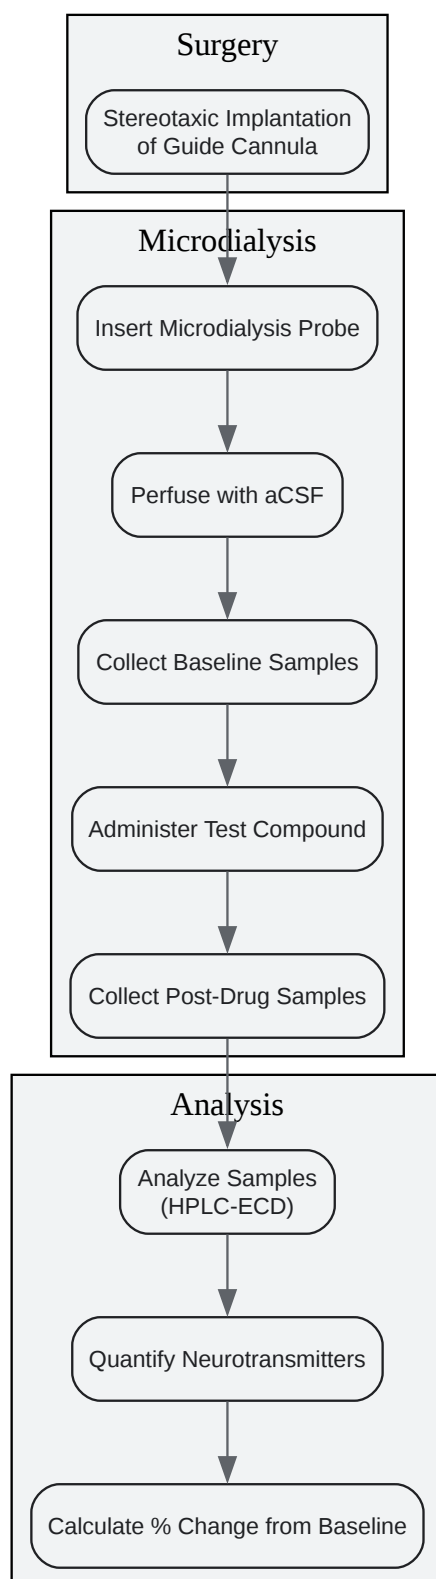 Surgery
Stereotaxic Implantation
of Guide Cannula
Microdialysis
Insert Microdialysis Probe
Perfuse with aCSF
Collect Baseline Samples
Administer Test Compound
Collect Post-Drug Samples
Analysis
Analyze Samples
(HPLC-ECD)
Quantify Neurotransmitters
Calculate % Change from Baseline